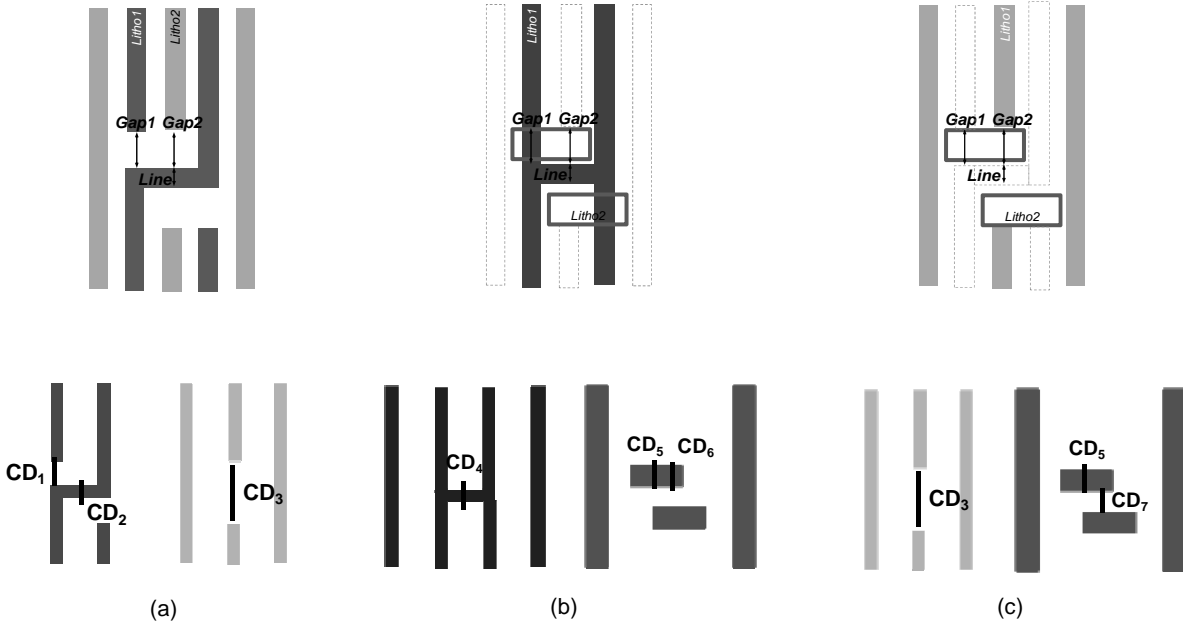 Litho1
Litho2
Gap1 Gap2
Line
Litho1
Gap1 Gap2
Line
Litho2
Litho1
Gap1 Gap2
Line
Litho2
CD1
CD2
CD3
CD4
CD5 CD6
CD3
CD5
CD7
(a)
(b)
(c)